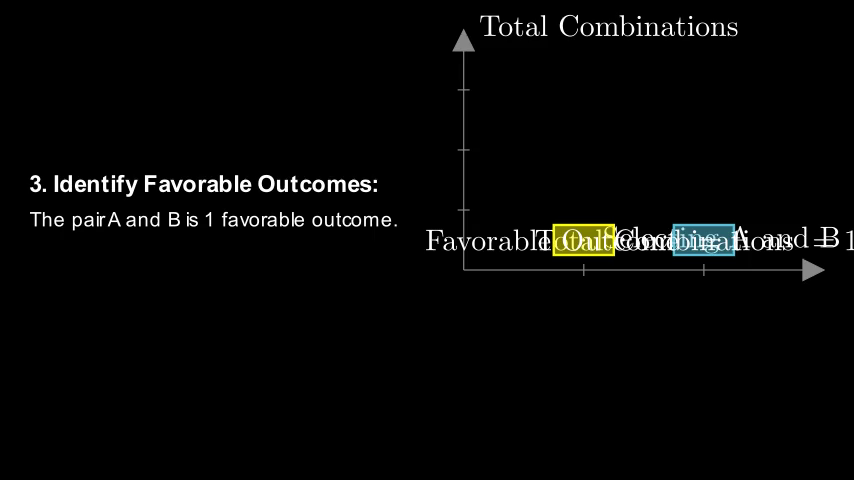 Total Combinations
3. Identify Favorable Outcomes:
The pair A and B is 1 favorable outcome.
Favorable Outcome = 1
Total Combinations
Selecting A and B